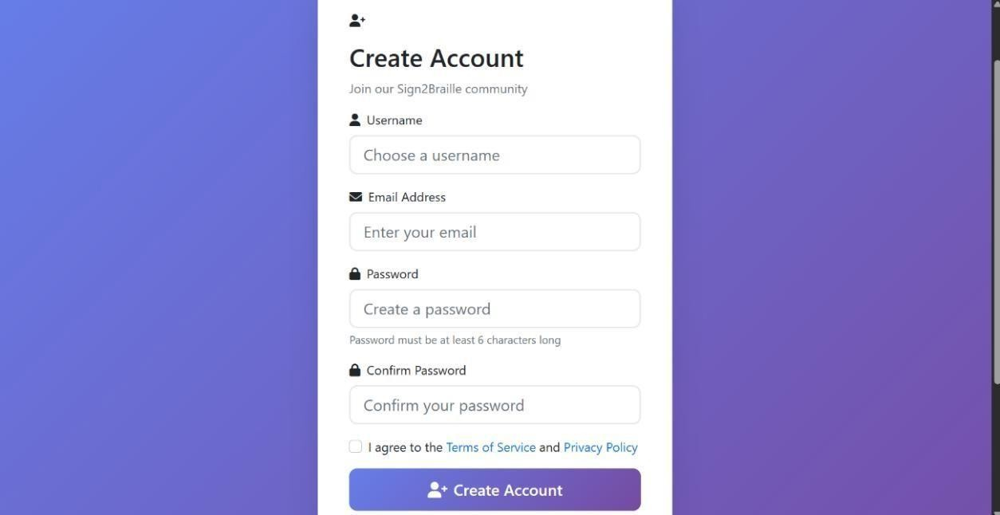 Create Account
Join our Sign2Braille community
Username
Choose a username
Email Address
Enter your email
Password
Create a password
Password must be at least 6 characters long
Confirm Password
Confirm your password
I agree to the Terms of Service and Privacy Policy
Create Account